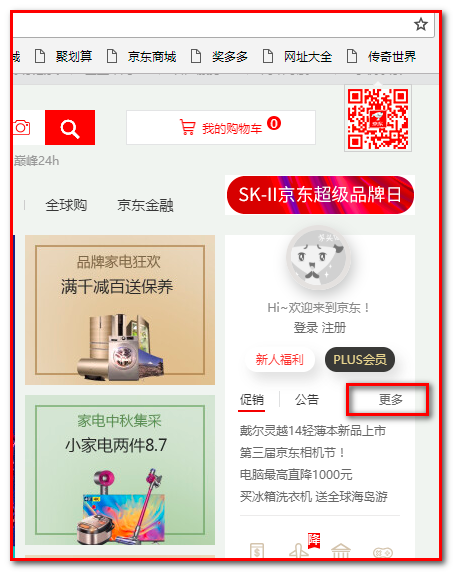 聚划算 京东商城 奖多多 网址大全 传奇世界
我的购物车 0
巅峰24h
全球购 京东金融
SK-II京东超级品牌日
品牌家电狂欢
满千减百送保养
Hi~欢迎来到京东！
登录 注册
新人福利 PLUS会员
促销 公告 更多
家电中秋集采
小家电两件8.7
戴尔灵越14轻薄本新品上市
第三届京东相机节！
电脑最高直降1000元
买冰箱洗衣机 送全球海岛游
降